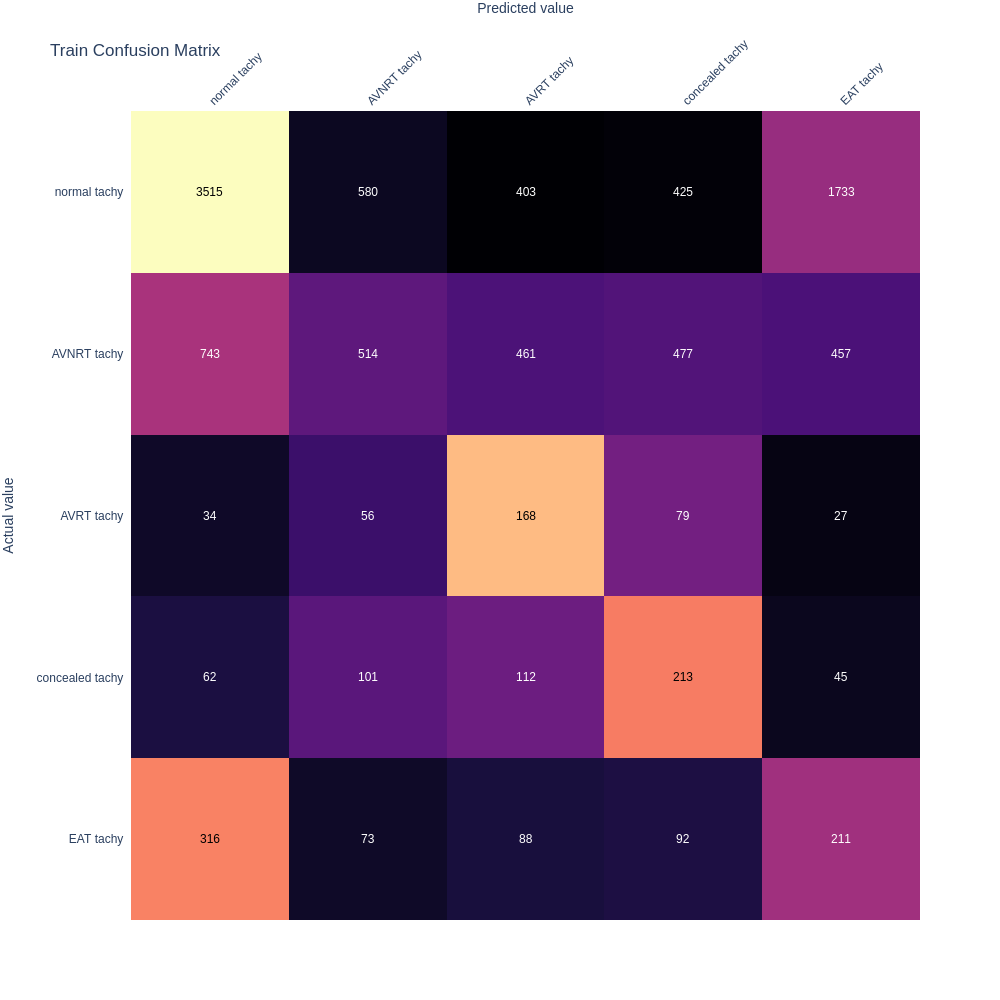 Predicted value
Train Confusion Matrix
normal tachy
AVNRT tachy
AVRT tachy
concealed tachy
EAT tachy
Actual value
normal tachy 3515 580 403 425 1733
AVNRT tachy 743 514 461 477 457
AVRT tachy 34 56 168 79 27
concealed tachy 62 101 112 213 45
EAT tachy 316 73 88 92 211